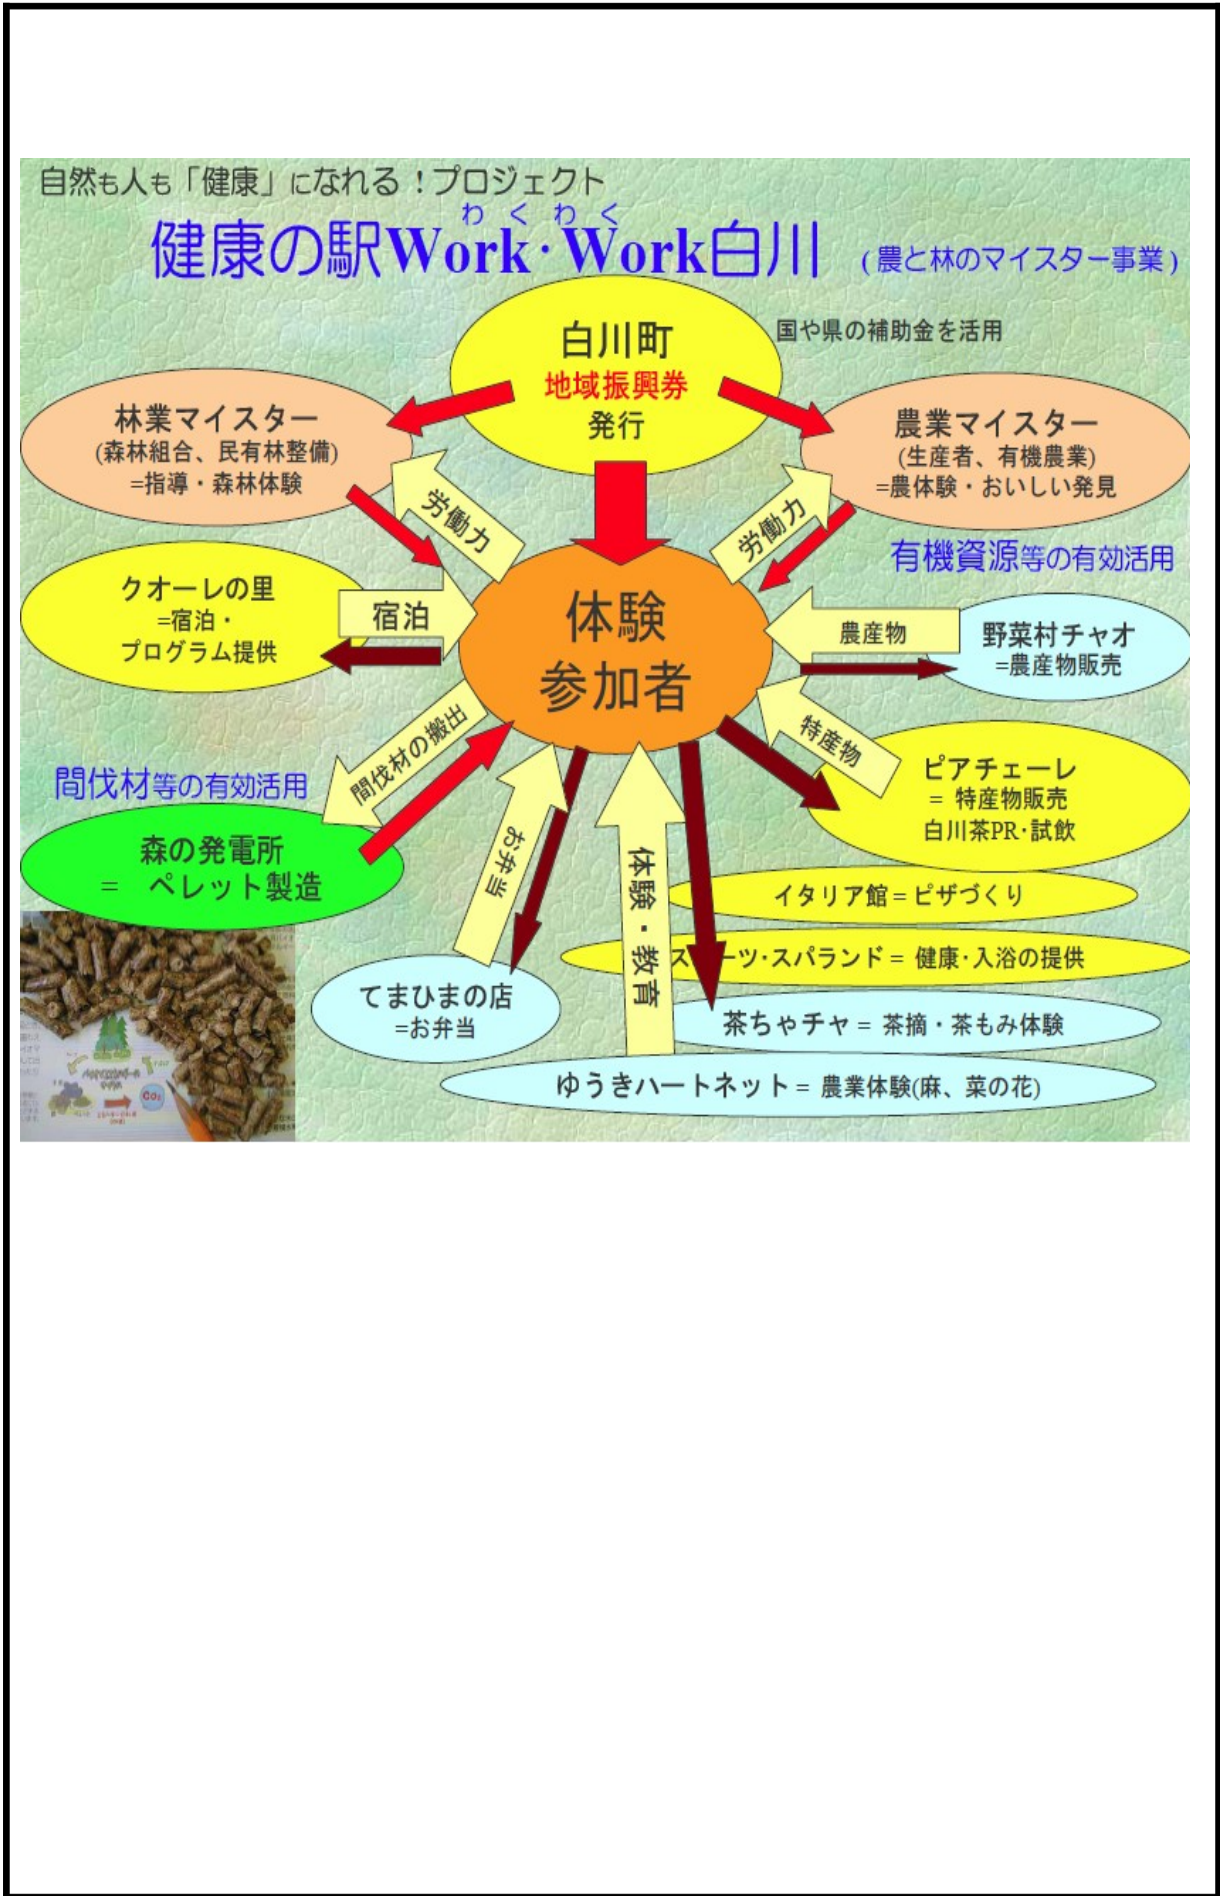 自然も人も「健康」になれる！プロジェクト
わくわく
健康の駅Work・Work白川
(農と林のマイスター事業)
白川町
地域振興券
発行
国や県の補助金を活用
林業マイスター
(森林組合、民有林整備)
=指導・森林体験
農業マイスター
(生産者、有機農業)
=農体験・おいしい発見
労働力
労働力
有機資源等の有効活用
クオーレの里
=宿泊・
プログラム提供
宿泊
体験
参加者
農産物
野菜村チャオ
=農産物販売
間伐材の搬出
特産物
ピアチェーレ
= 特産物販売
白川茶PR・試飲
間伐材等の有効活用
森の発電所
= ペレット製造
お弁当
体験・教育
イタリア館 = ピザづくり
ーツ・スパランド = 健康・入浴の提供
てまひまの店
=お弁当
茶ちゃチャ = 茶摘・茶もみ体験
ゆうきハートネット = 農業体験(麻、菜の花)
CO₂